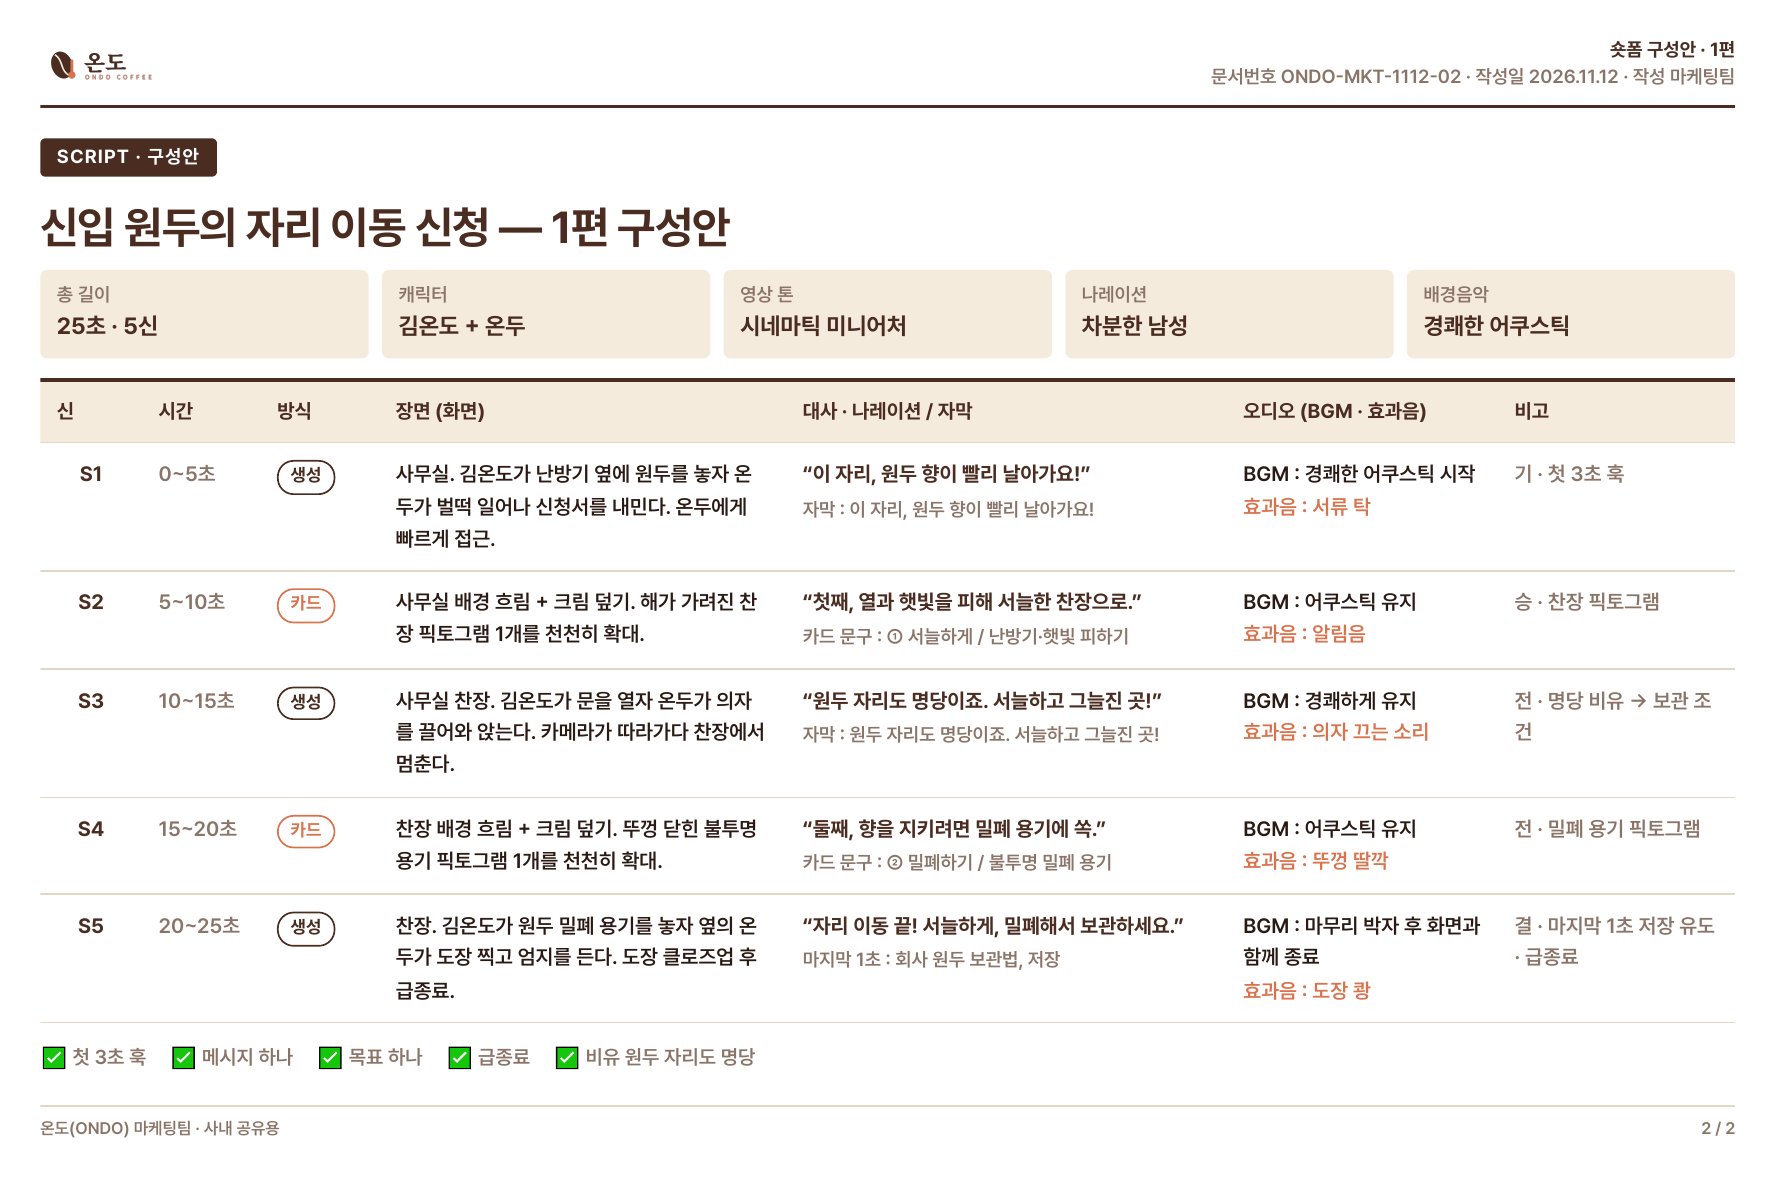 온도
ONDO COFFEE
숏폼 구성안 · 1편
문서번호 ONDO-MKT-1112-02 · 작성일 2026.11.12 · 작성 마케팅팀
SCRIPT · 구성안
신입 원두의 자리 이동 신청 — 1편 구성안
총 길이
25초 · 5신
캐릭터
김온도 + 온두
영상 톤
시네마틱 미니어처
나레이션
차분한 남성
배경음악
경쾌한 어쿠스틱
신 시간 방식 장면 (화면) 대사 · 나레이션 / 자막 오디오 (BGM · 효과음) 비고
S1 0~5초 생성
사무실. 김온도가 난방기 옆에 원두를 놓자 온
두가 벌떡 일어나 신청서를 내민다. 온두에게
빠르게 접근.
“이 자리, 원두 향이 빨리 날아가요!”
자막 : 이 자리, 원두 향이 빨리 날아가요!
BGM : 경쾌한 어쿠스틱 시작
효과음 : 서류 탁
기 · 첫 3초 훅
S2 5~10초 카드
사무실 배경 흐림 + 크림 덮기. 해가 가려진 찬
장 픽토그램 1개를 천천히 확대.
“첫째, 열과 햇빛을 피해 서늘한 찬장으로.”
카드 문구 : ① 서늘하게 / 난방기·햇빛 피하기
BGM : 어쿠스틱 유지
효과음 : 알림음
승 · 찬장 픽토그램
S3 10~15초 생성
사무실 찬장. 김온도가 문을 열자 온두가 의자
를 끌어와 앉는다. 카메라가 따라가다 찬장에서
멈춘다.
“원두 자리도 명당이죠. 서늘하고 그늘진 곳!”
자막 : 원두 자리도 명당이죠. 서늘하고 그늘진 곳!
BGM : 경쾌하게 유지
효과음 : 의자 끄는 소리
전 · 명당 비유 → 보관 조
건
S4 15~20초 카드
찬장 배경 흐림 + 크림 덮기. 뚜껑 닫힌 불투명
용기 픽토그램 1개를 천천히 확대.
“둘째, 향을 지키려면 밀폐 용기에 쏙.”
카드 문구 : ② 밀폐하기 / 불투명 밀폐 용기
BGM : 어쿠스틱 유지
효과음 : 뚜껑 딸깍
전 · 밀폐 용기 픽토그램
S5 20~25초 생성
찬장. 김온도가 원두 밀폐 용기를 놓자 옆의 온
두가 도장 찍고 엄지를 든다. 도장 클로즈업 후
급종료.
“자리 이동 끝! 서늘하게, 밀폐해서 보관하세요.”
마지막 1초 : 회사 원두 보관법, 저장
BGM : 마무리 박자 후 화면과
함께 종료
효과음 : 도장 쾅
결 · 마지막 1초 저장 유도
· 급종료
✅ 첫 3초 훅 ✅ 메시지 하나 ✅ 목표 하나 ✅ 급종료 ✅ 비유 원두 자리도 명당
온도(ONDO) 마케팅팀 · 사내 공유용
2 / 2